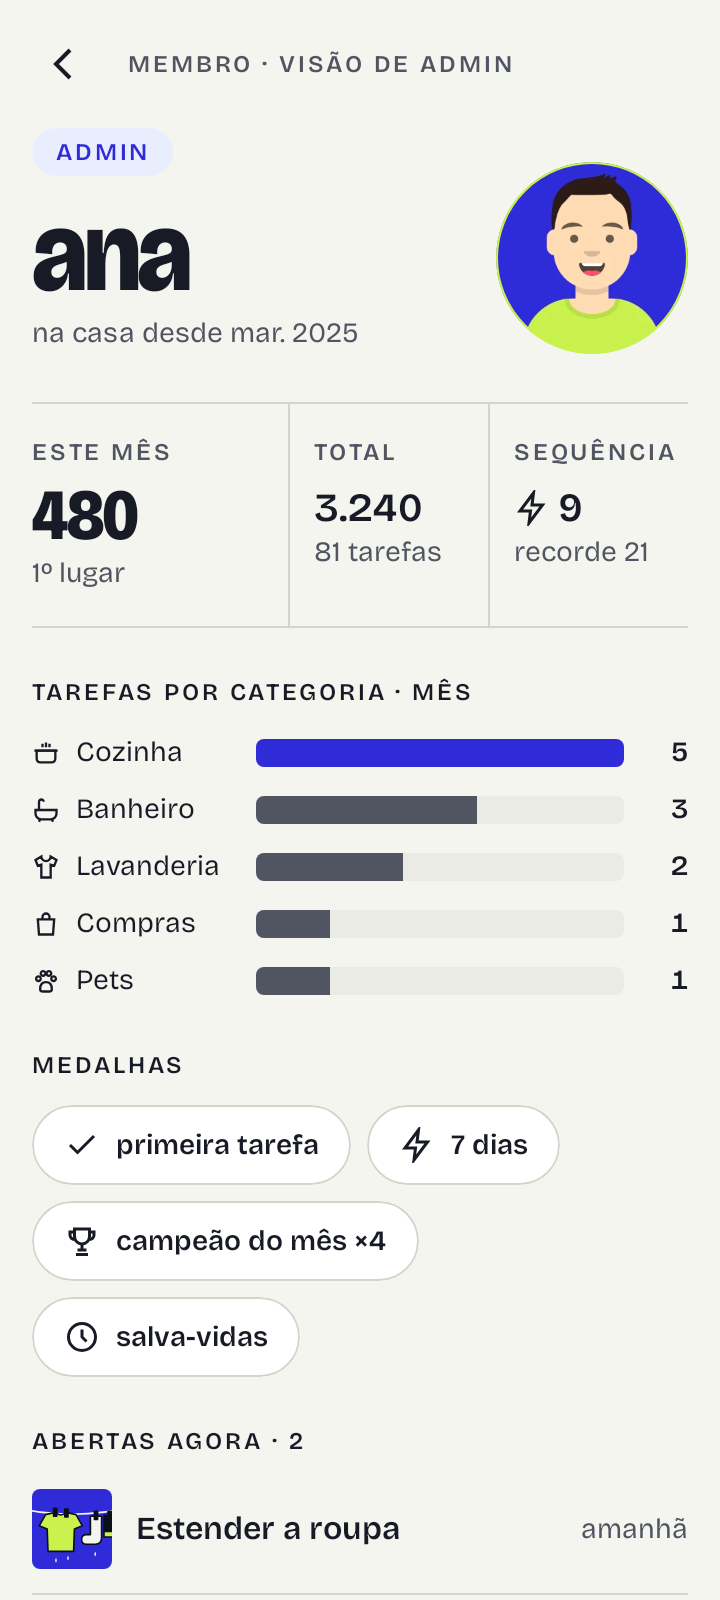 MEMBRO · VISÃO DE ADMIN
ADMIN
ana
na casa desde mar. 2025
ESTE MÊS
480
1º lugar
TOTAL
3.240
81 tarefas
SEQUÊNCIA
9
recorde 21
TAREFAS POR CATEGORIA · MÊS
Cozinha 5
Banheiro 3
Lavanderia 2
Compras 1
Pets 1
MEDALHAS
primeira tarefa
7 dias
campeão do mês ×4
salva-vidas
ABERTAS AGORA · 2
Estender a roupa amanhã